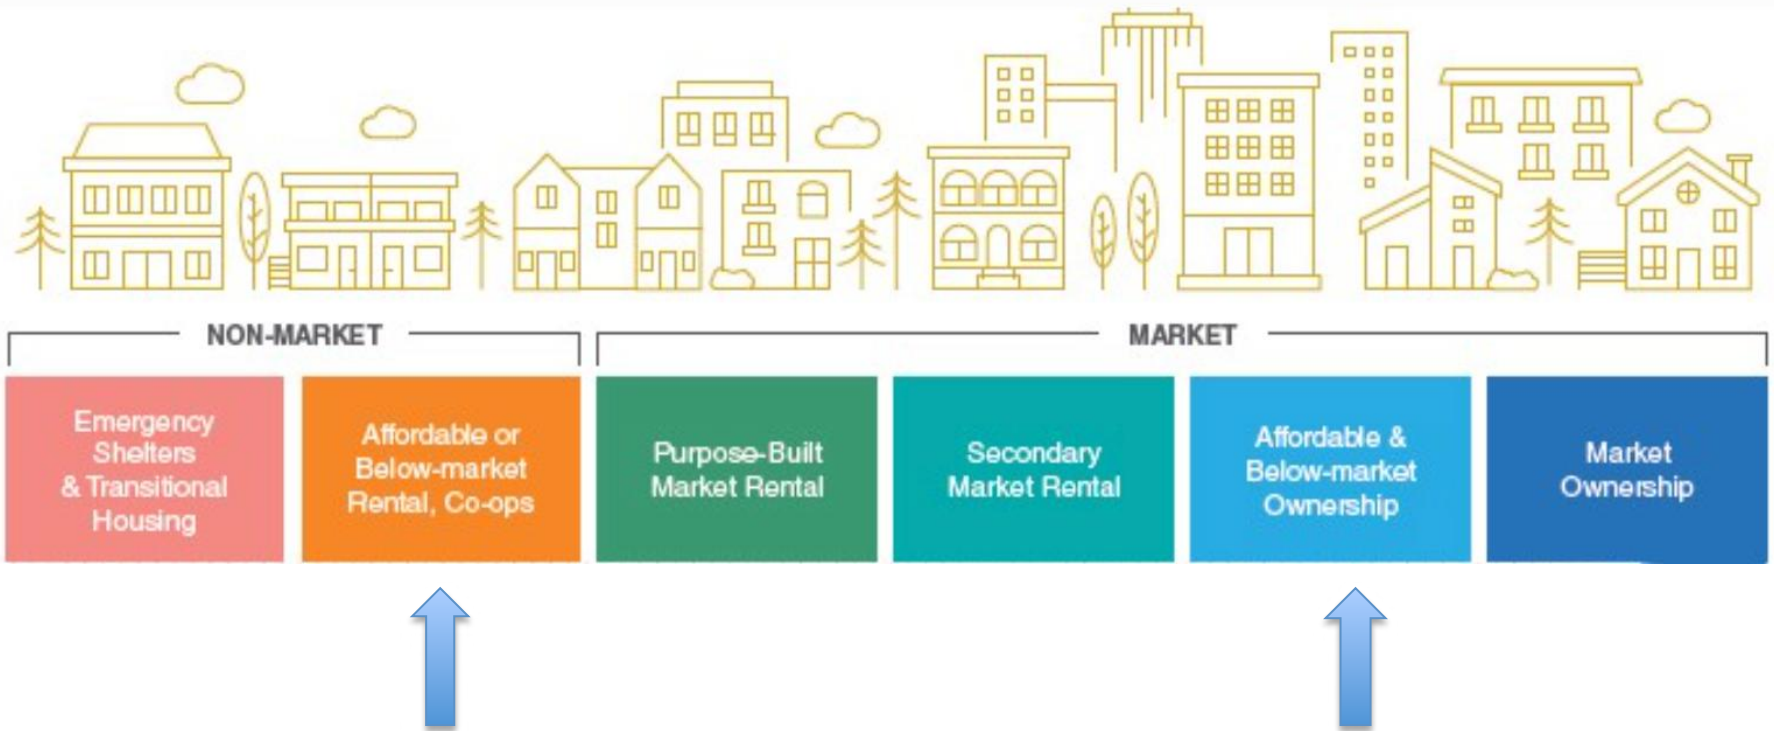 NON-MARKET
MARKET
Emergency
Shelters
& Transitional
Housing
Affordable or
Below-market
Rental, Co-ops
Purpose-Built
Market Rental
Secondary
Market Rental
Affordable &
Below-market
Ownership
Market
Ownership